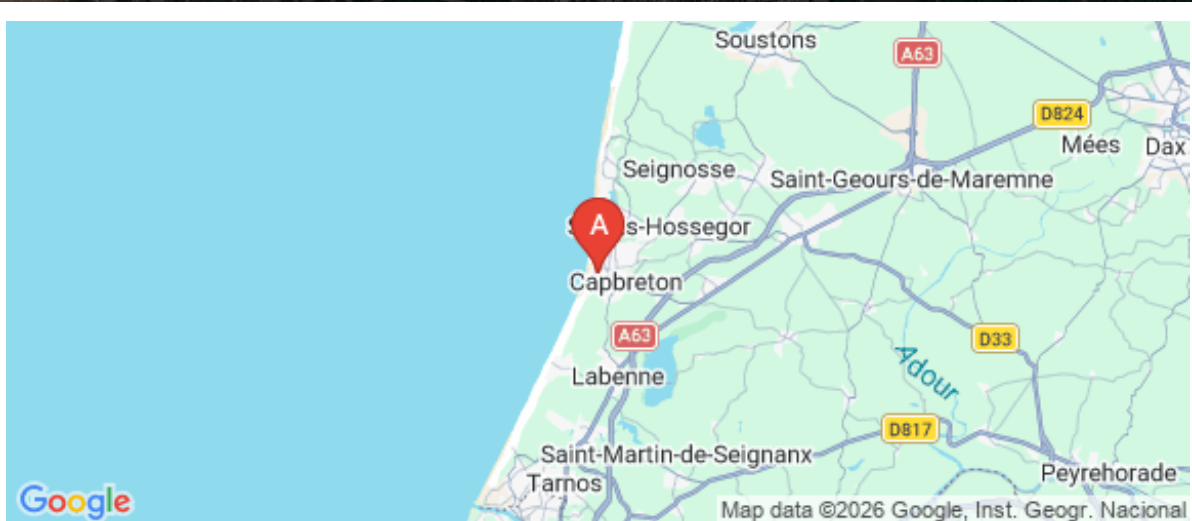 Soustons
A63
D824
Mées
Dax
Seignosse
Saint-Geours-de-Maremne
A
s-Hossegor
Capbreton
A63
D33
Labenne
Adour
D817
Saint-Martin-de-Seignanx
Peyrehorade
Tarnos
Google
Map data ©2026 Google, Inst. Geogr. Nacional